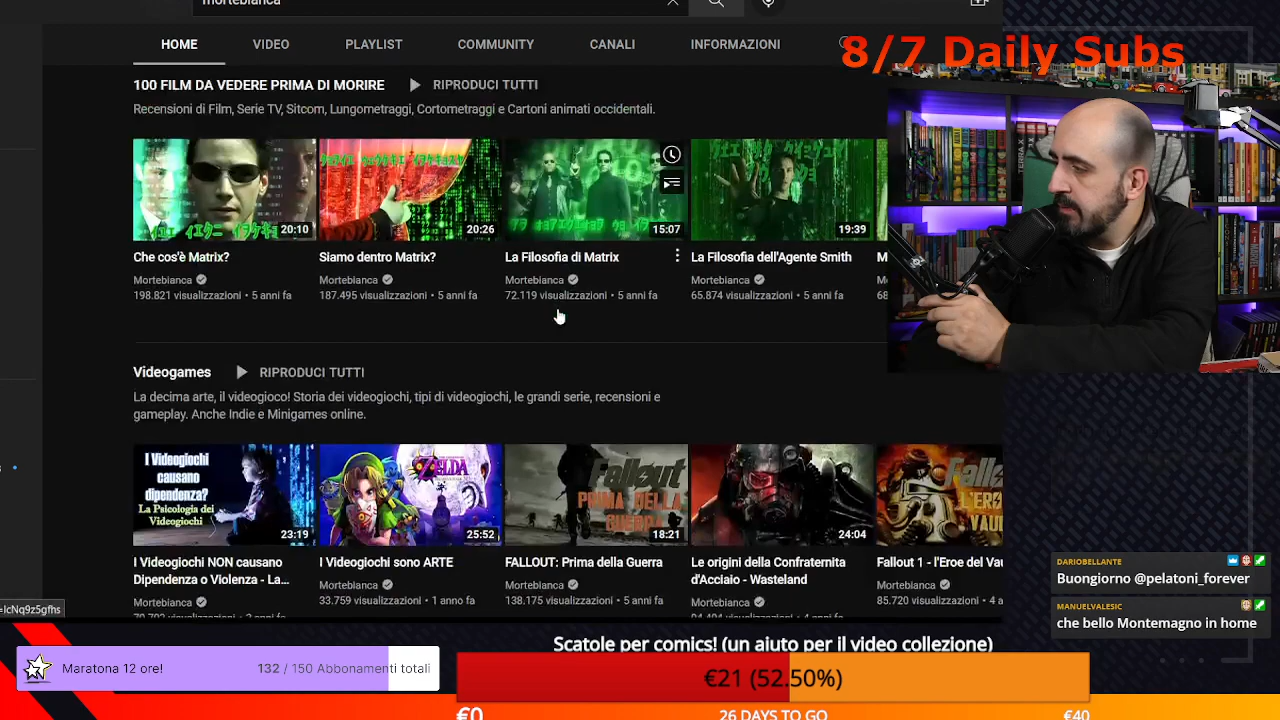 mortebianca
HOME VIDEO PLAYLIST COMMUNITY CANALI INFORMAZIONI
8/7 Daily Subs
100 FILM DA VEDERE PRIMA DI MORIRE RIPRODUCI TUTTI
Recensioni di Film, Serie TV, Sitcom, Lungometraggi, Cortometraggi e Cartoni animati occidentali.
20:10 20:26 15:07 19:39
Che cos'è Matrix?
Mortebianca
198.821 visualizzazioni • 5 anni fa
Siamo dentro Matrix?
Mortebianca
187.495 visualizzazioni • 5 anni fa
La Filosofia di Matrix
Mortebianca
72.119 visualizzazioni • 5 anni fa
La Filosofia dell'Agente Smith
Mortebianca
65.874 visualizzazioni • 5 anni fa
M
68
Videogames RIPRODUCI TUTTI
La decima arte, il videogioco! Storia dei videogiochi, tipi di videogiochi, le grandi serie, recensioni e
gameplay. Anche Indie e Minigames online.
I Videogiochi
causano
dipendenza?
La Psicologia dei
Videogiochi
23:19
ZELDA
25:52
Fallout
PRIMA DELLA
GUERRA
18:21
24:04
Fallout
L'EROE
VAULT
I Videogiochi NON causano
Dipendenza o Violenza - La...
Mortebianca
I Videogiochi sono ARTE
Mortebianca
33.759 visualizzazioni • 1 anno fa
FALLOUT: Prima della Guerra
Mortebianca
138.175 visualizzazioni • 5 anni fa
Le origini della Confraternita
d'Acciaio - Wasteland
Mortebianca
Fallout 1 - l'Eroe del Vau
Mortebianca
85.720 visualizzazioni • 4 a
=lcNq9z5gfhs
DARIOBELLANTE
Buongiorno @pelatoni_forever
MANUELVALESIC
che bello Montemagno in home
Scatole per comics! (un aiuto per il video collezione)
7 Maratona 12 ore! 132 / 150 Abbonamenti totali
€21 (52.50%)
€0 26 DAYS TO GO €40